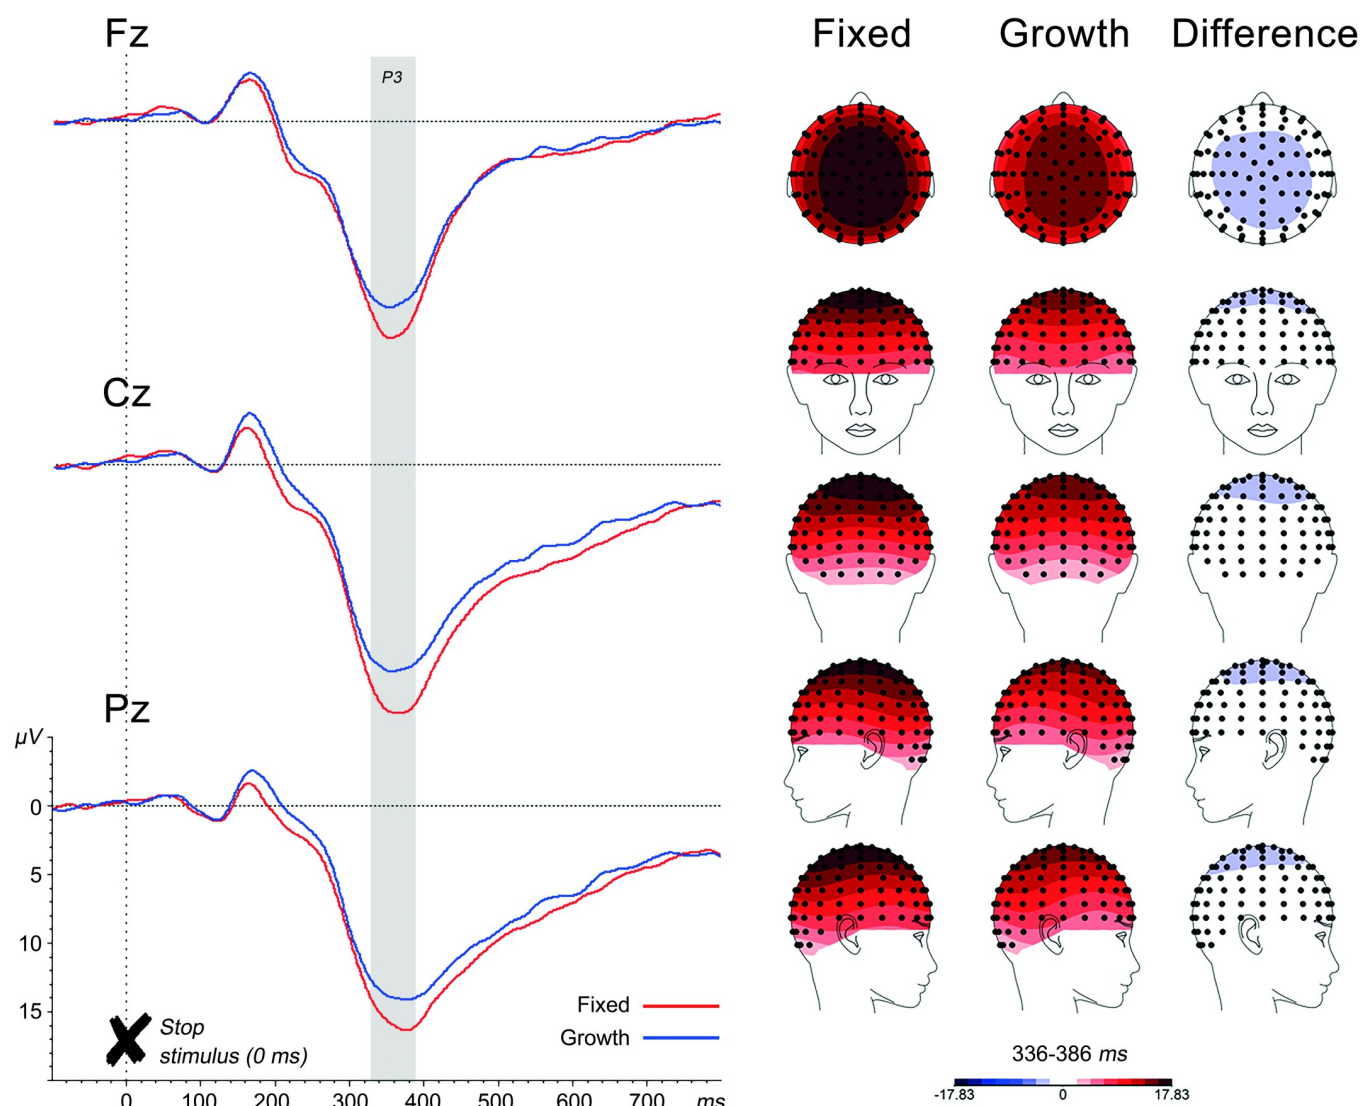 Fz
P3
Cz
Pz
µV
0
5
10
15
Fixed
Growth
Stop
stimulus (0 ms)
0 100 200 300 400 500 600 700 ms
Fixed Growth Difference
336-386 ms
-17.83 0 17.83